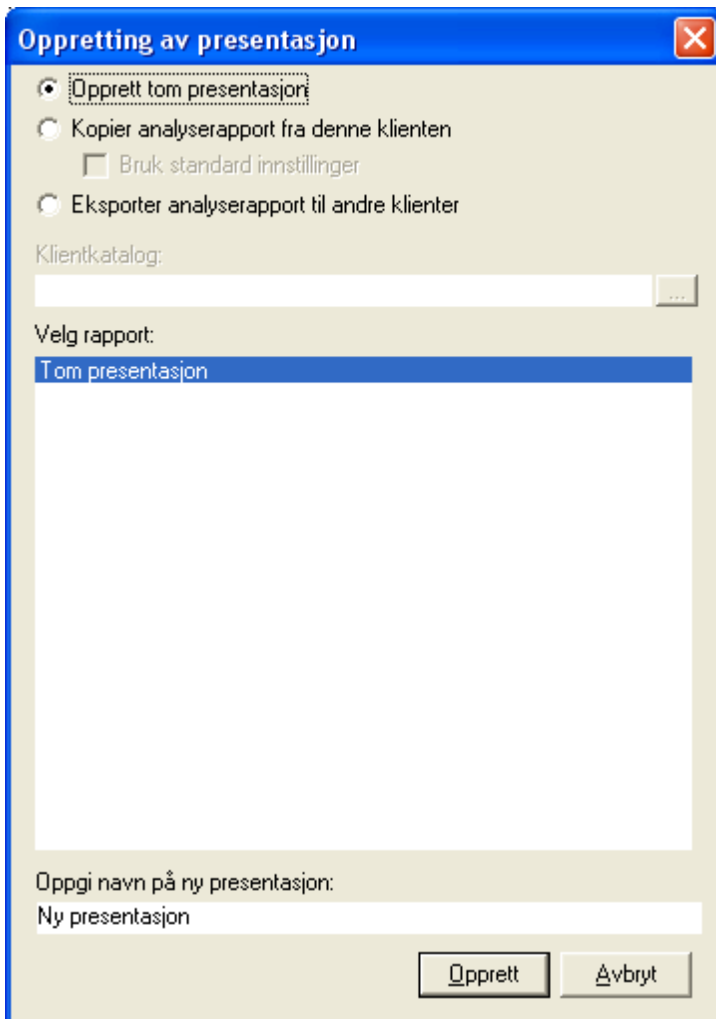 Oppretting av presentasjon
Opprett tom presentasjon
Kopier analyserapport fra denne klienten
Bruk standard innstillinger
Eksporter analyserapport til andre klienter
Klientkatalog:
...
Velg rapport:
Tom presentasjon
Oppgi navn på ny presentasjon:
Ny presentasjon
Opprett Avbryt